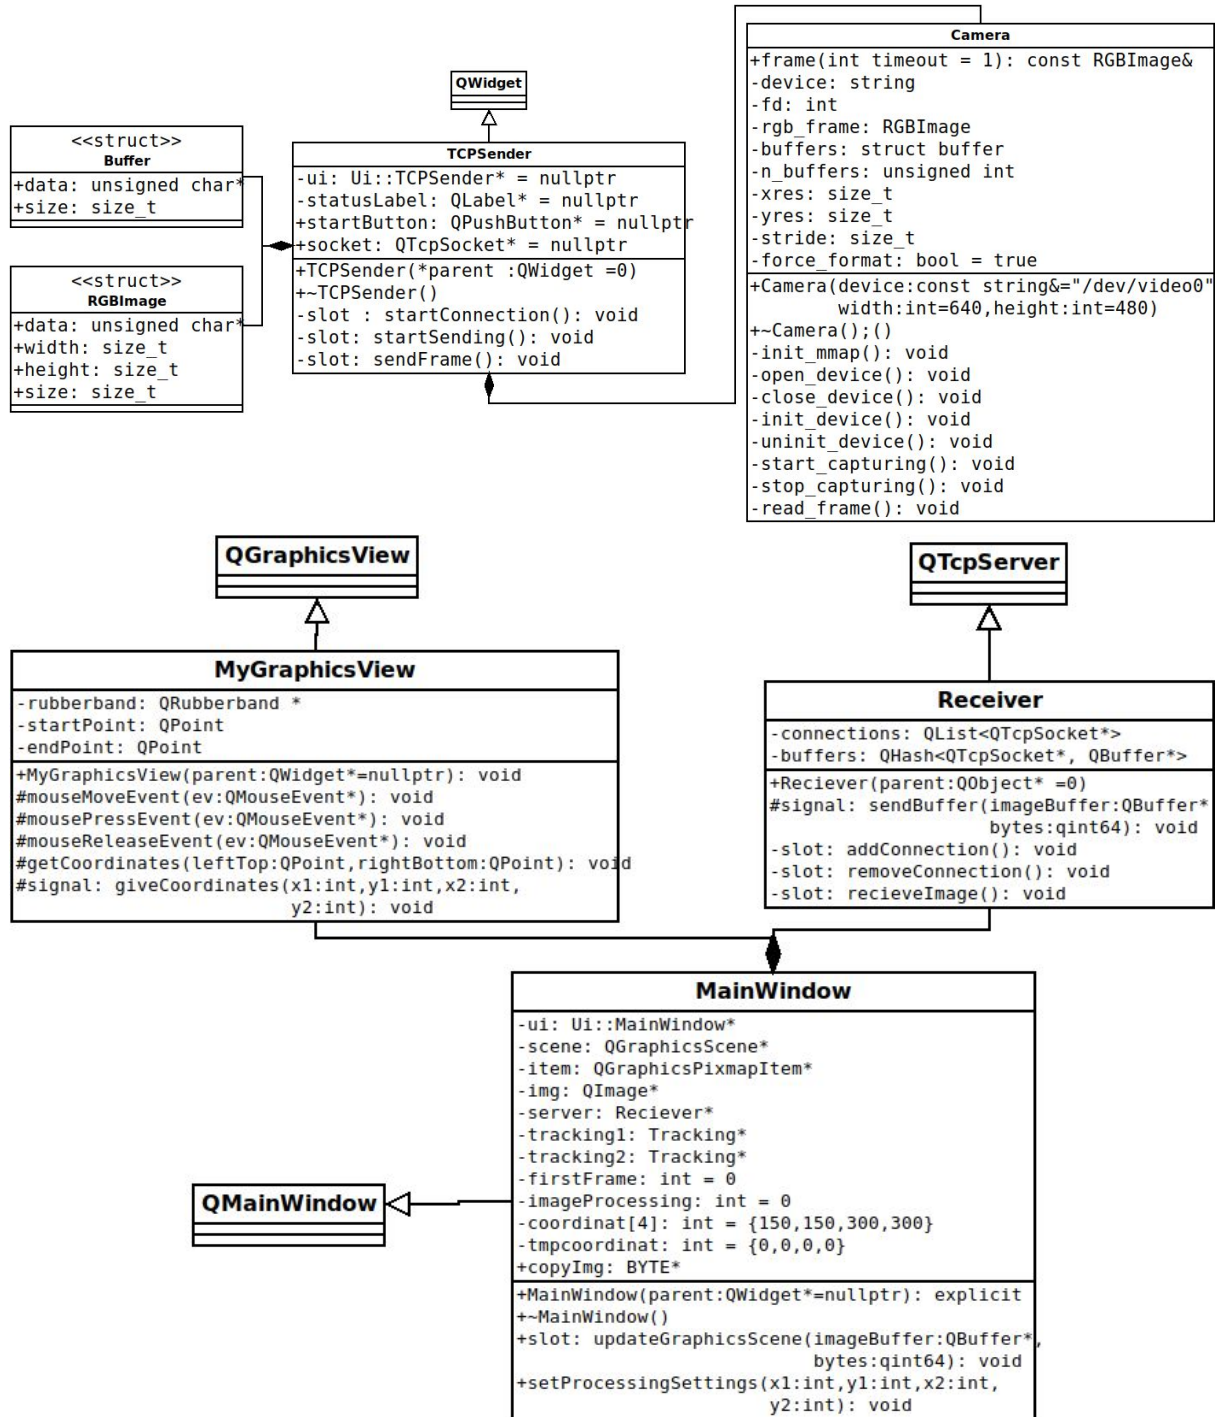 QWidget
<<struct>>
Buffer
+data: unsigned char*
+size: size_t
<<struct>>
RGBImage
+data: unsigned char*
+width: size_t
+height: size_t
+size: size_t
TCPSender
-ui: Ui::TCPSender* = nullptr
-statusLabel: QLabel* = nullptr
+startButton: QPushButton* = nullptr
+socket: QTcpSocket* = nullptr
+TCPSender(*parent :QWidget =0)
+~TCPSender()
-slot : startConnection(): void
-slot: startSending(): void
-slot: sendFrame(): void
Camera
+frame(int timeout = 1): const RGBImage&
-device: string
-fd: int
-rgb_frame: RGBImage
-buffers: struct buffer
-n_buffers: unsigned int
-xres: size_t
-yres: size_t
-stride: size_t
-force_format: bool = true
+Camera(device:const string&="/dev/video0"
width:int=640,height:int=480)
+~Camera();()
-init_mmap(): void
-open_device(): void
-close_device(): void
-init_device(): void
-uninit_device(): void
-start_capturing(): void
-stop_capturing(): void
-read_frame(): void
QGraphicsView
MyGraphicsView
-rubberband: QRubberband *
-startPoint: QPoint
-endPoint: QPoint
+MyGraphicsView(parent:QWidget*=nullptr): void
#mouseMoveEvent(ev:QMouseEvent*): void
#mousePressEvent(ev:QMouseEvent*): void
#mouseReleaseEvent(ev:QMouseEvent*): void
#getCoordinates(leftTop:QPoint,rightBottom:QPoint): void
#signal: giveCoordinates(x1:int,y1:int,x2:int,
y2:int): void
QTcpServer
Receiver
-connections: QList<QTcpSocket*>
-buffers: QHash<QTcpSocket*, QBuffer*>
+Reciever(parent:QObject* =0)
#signal: sendBuffer(imageBuffer:QBuffer*
bytes:qint64): void
-slot: addConnection(): void
-slot: removeConnection(): void
-slot: recieveImage(): void
QMainWindow
MainWindow
-ui: Ui::MainWindow*
-scene: QGraphicsScene*
-item: QGraphicsPixmapItem*
-img: QImage*
-server: Reciever*
-tracking1: Tracking*
-tracking2: Tracking*
-firstFrame: int = 0
-imageProcessing: int = 0
-coordinat[4]: int = {150,150,300,300}
-tmpcoordinat: int = {0,0,0,0}
+copyImg: BYTE*
+MainWindow(parent:QWidget*=nullptr): explicit
+~MainWindow()
+slot: updateGraphicsScene(imageBuffer:QBuffer*,
bytes:qint64): void
+setProcessingSettings(x1:int,y1:int,x2:int,
y2:int): void